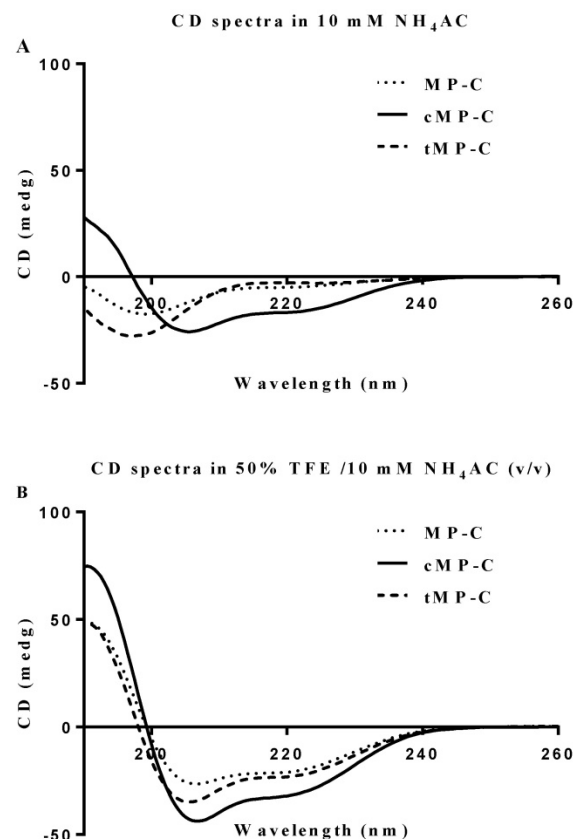 CD spectra in 10 mM NH₄AC
A
100
50
0
-50
CD (medg)
MP-C
cMP-C
tMP-C
200
220
240
260
Wavelength (nm)
CD spectra in 50% TFE /10 mM NH₄AC (v/v)
B
100
50
0
-50
CD (medg)
MP-C
cMP-C
tMP-C
200
220
240
260
Wavelength (nm)